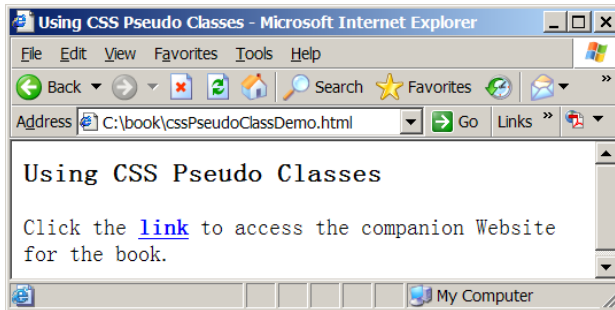 Using CSS Pseudo Classes - Microsoft Internet Explorer
File Edit View Favorites Tools Help
Back Search Favorites »
Address C:\book\cssPseudoClassDemo.html Go Links »
Using CSS Pseudo Classes
Click the link to access the companion Website
for the book.
My Computer